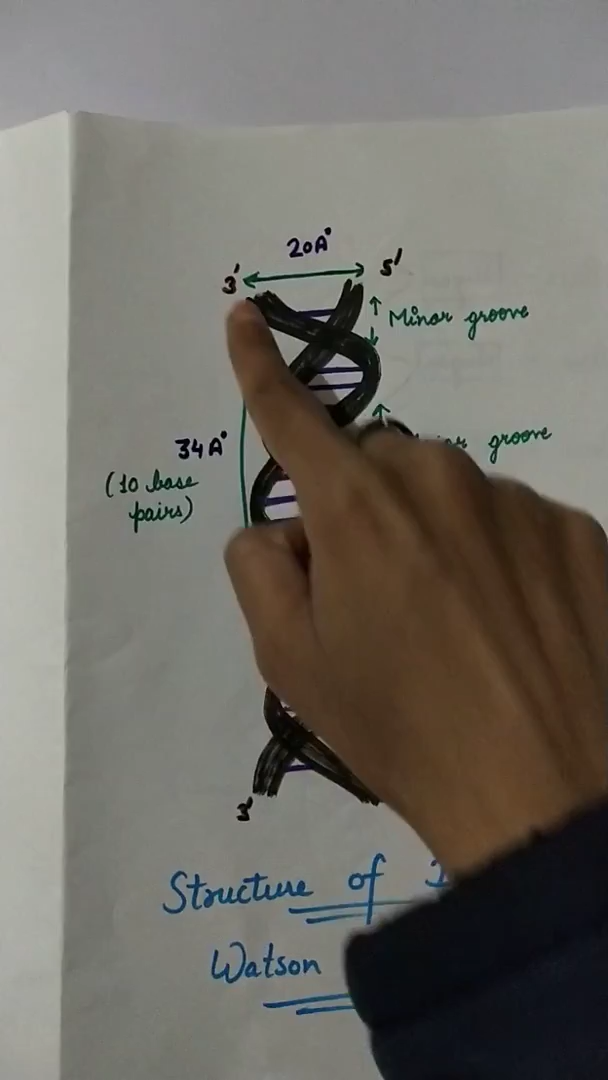 20A°
3' 5'
Minor groove
groove
34A°
(10 base
pairs)
3'
Structure of
Watson